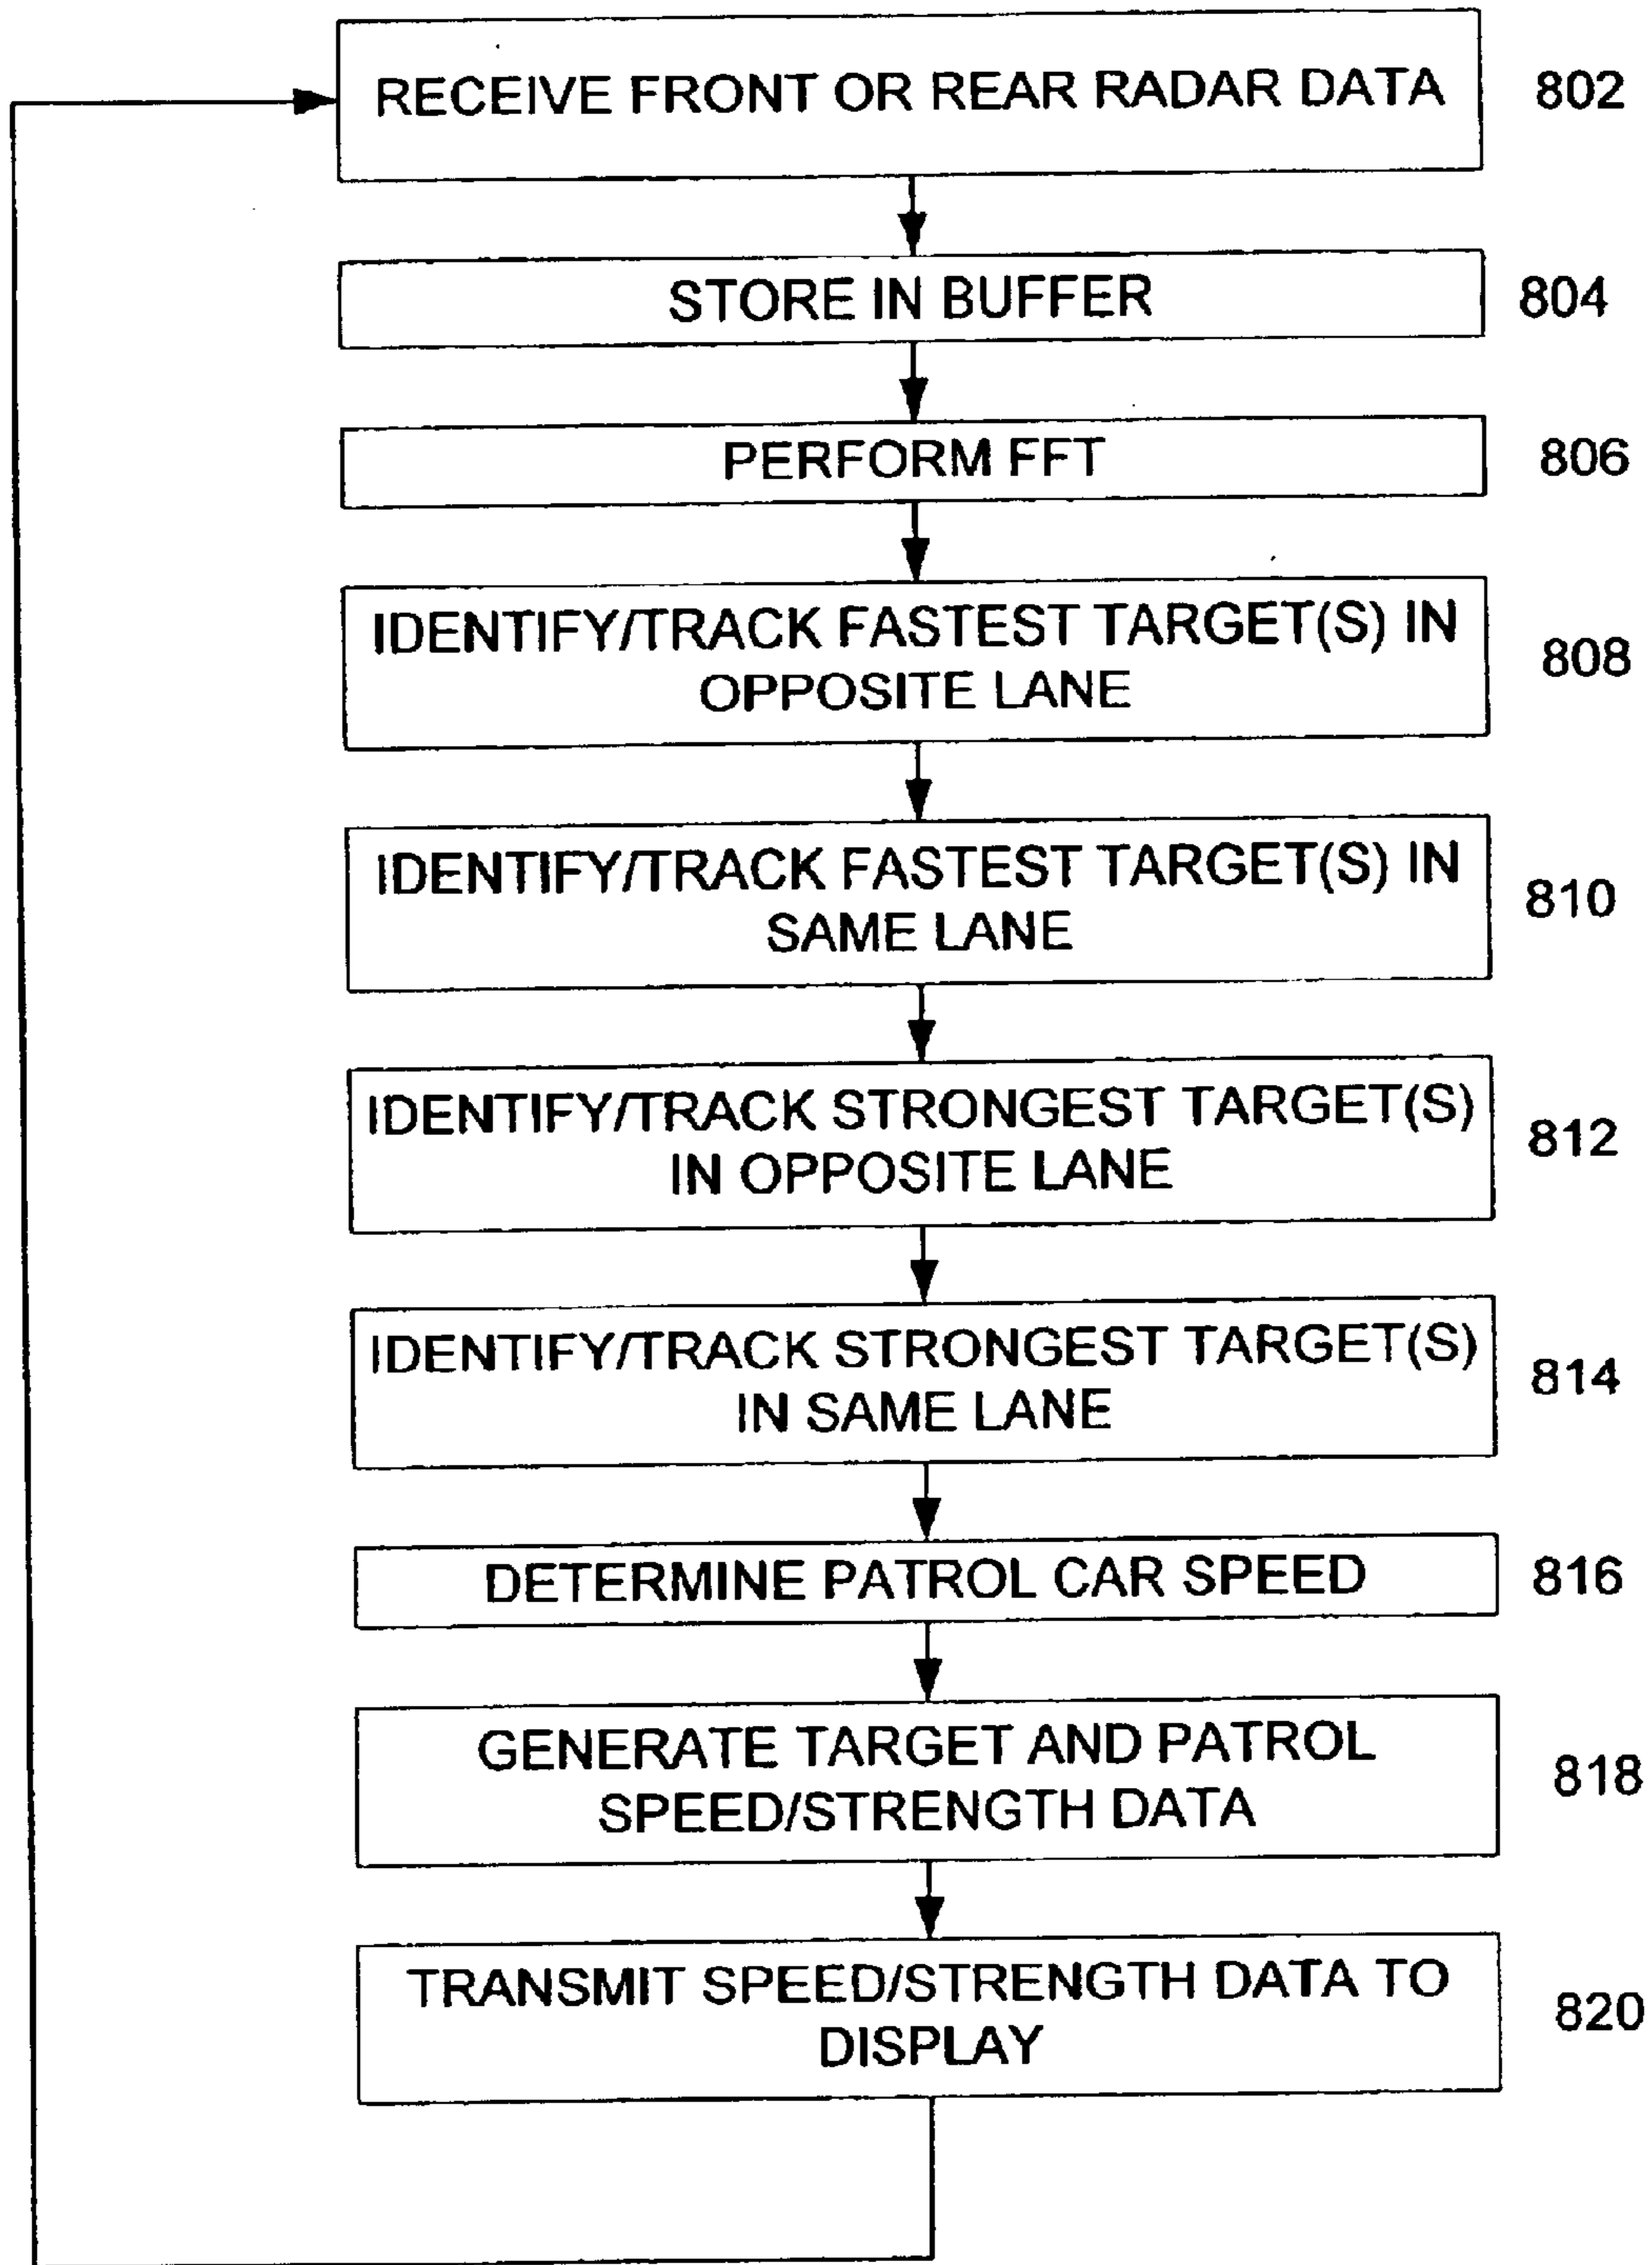 RECEIVE FRONT OR REAR RADAR DATA
802
STORE IN BUFFER
804
PERFORM FFT
806
IDENTIFY/TRACK FASTEST TARGET(S) IN
OPPOSITE LANE
808
IDENTIFY/TRACK FASTEST TARGET(S) IN
SAME LANE
810
IDENTIFY/TRACK STRONGEST TARGET(S)
IN OPPOSITE LANE
812
IDENTIFY/TRACK STRONGEST TARGET(S)
IN SAME LANE
814
DETERMINE PATROL CAR SPEED
816
GENERATE TARGET AND PATROL
SPEED/STRENGTH DATA
818
TRANSMIT SPEED/STRENGTH DATA TO
DISPLAY
820